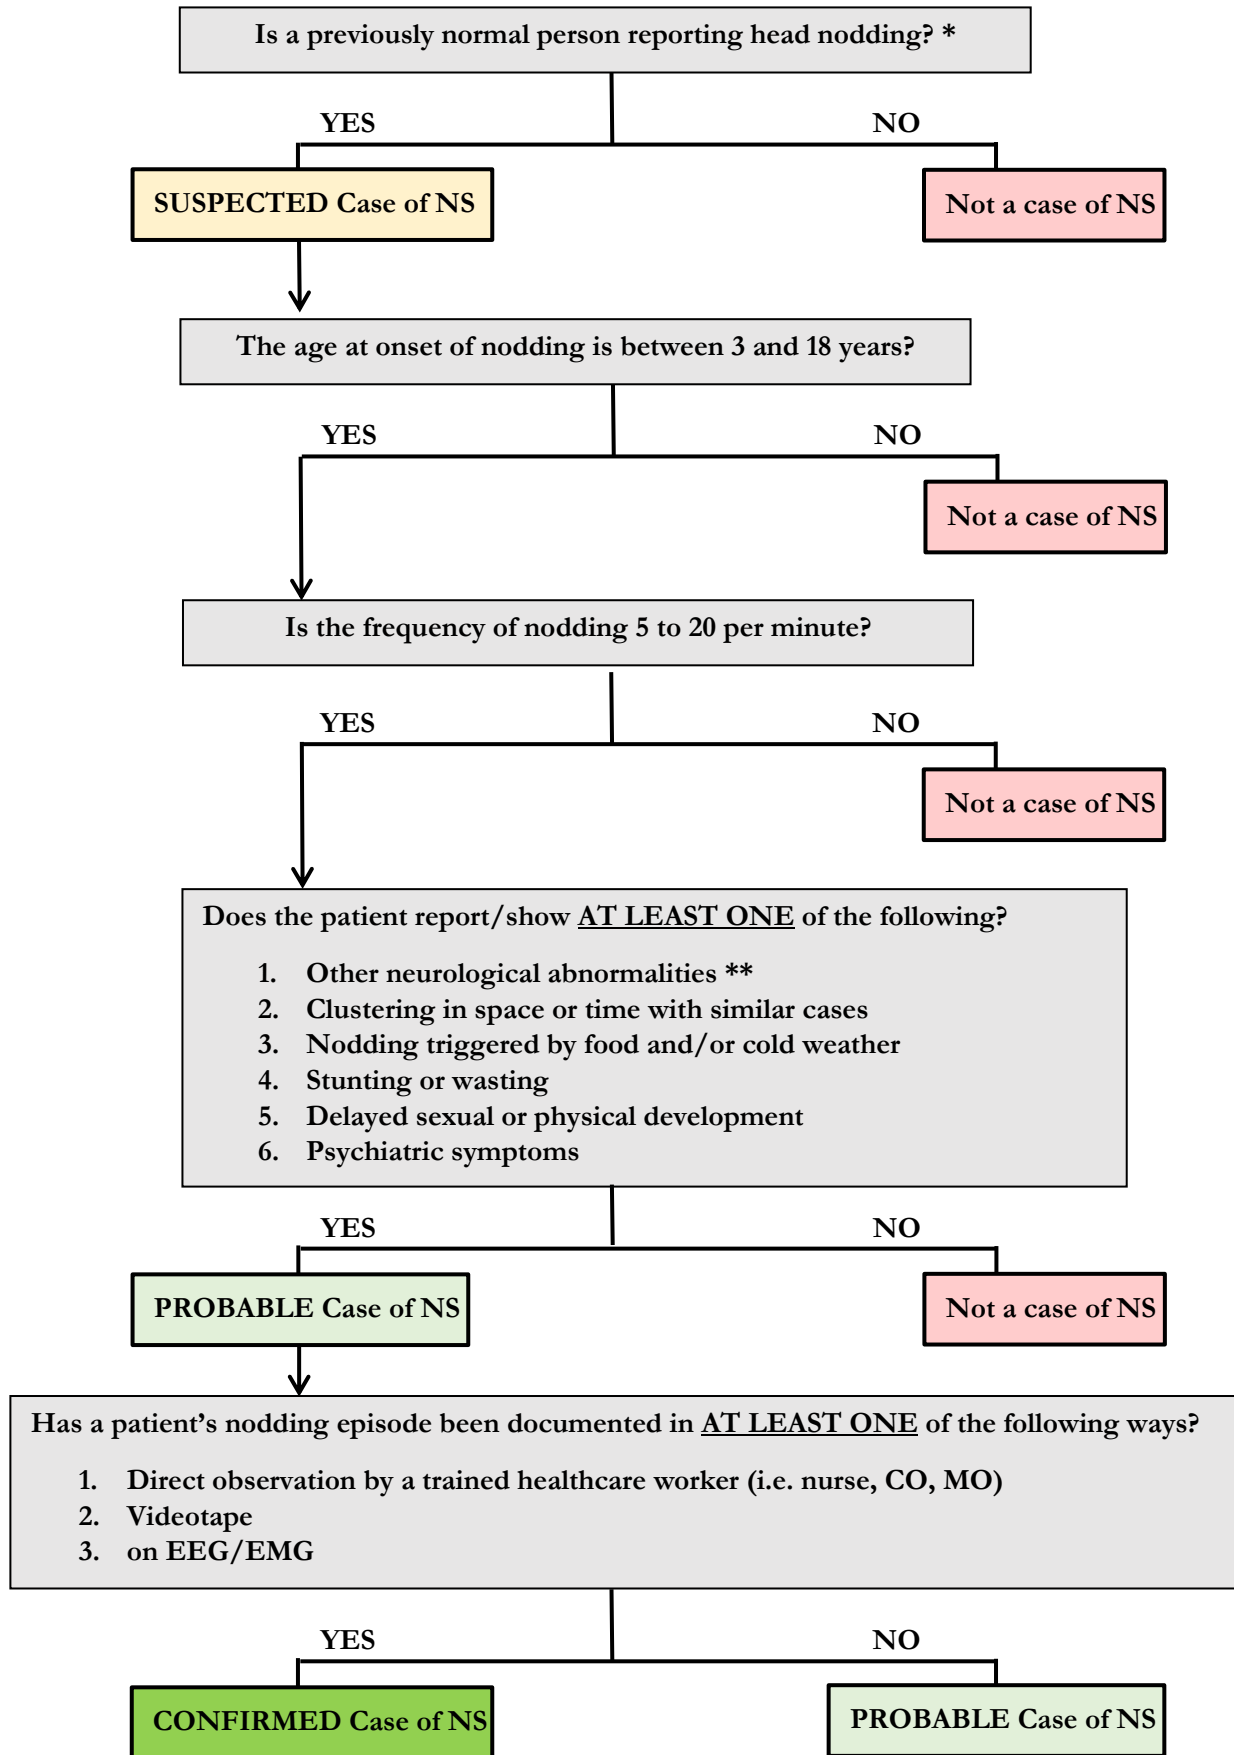 Is a previously normal person reporting head nodding? *
YES
NO
SUSPECTED Case of NS
Not a case of NS
The age at onset of nodding is between 3 and 18 years?
YES
NO
Not a case of NS
Is the frequency of nodding 5 to 20 per minute?
YES
NO
Not a case of NS
Does the patient report/show AT LEAST ONE of the following?
1. Other neurological abnormalities **
2. Clustering in space or time with similar cases
3. Nodding triggered by food and/or cold weather
4. Stunting or wasting
5. Delayed sexual or physical development
6. Psychiatric symptoms
YES
NO
PROBABLE Case of NS
Not a case of NS
Has a patient’s nodding episode been documented in AT LEAST ONE of the following ways?
1. Direct observation by a trained healthcare worker (i.e. nurse, CO, MO)
2. Videotape
3. on EEG/EMG
YES
NO
CONFIRMED Case of NS
PROBABLE Case of NS